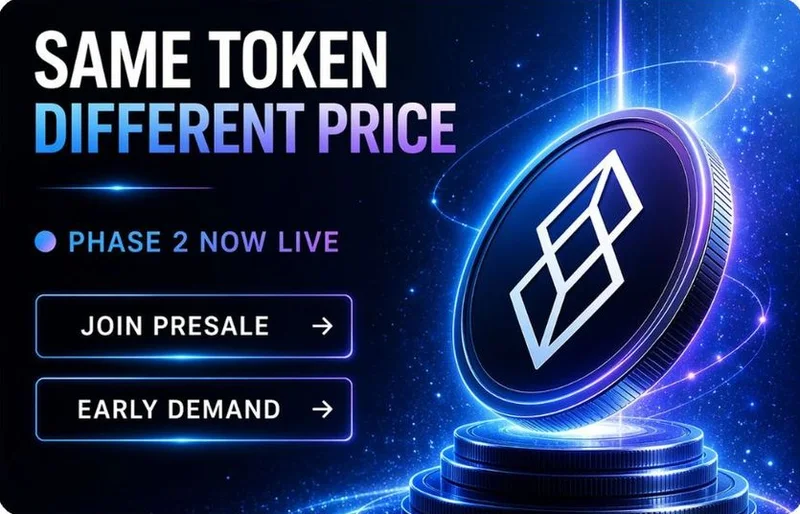 SAME TOKEN
DIFFERENT PRICE
PHASE 2 NOW LIVE
JOIN PRESALE →
EARLY DEMAND →